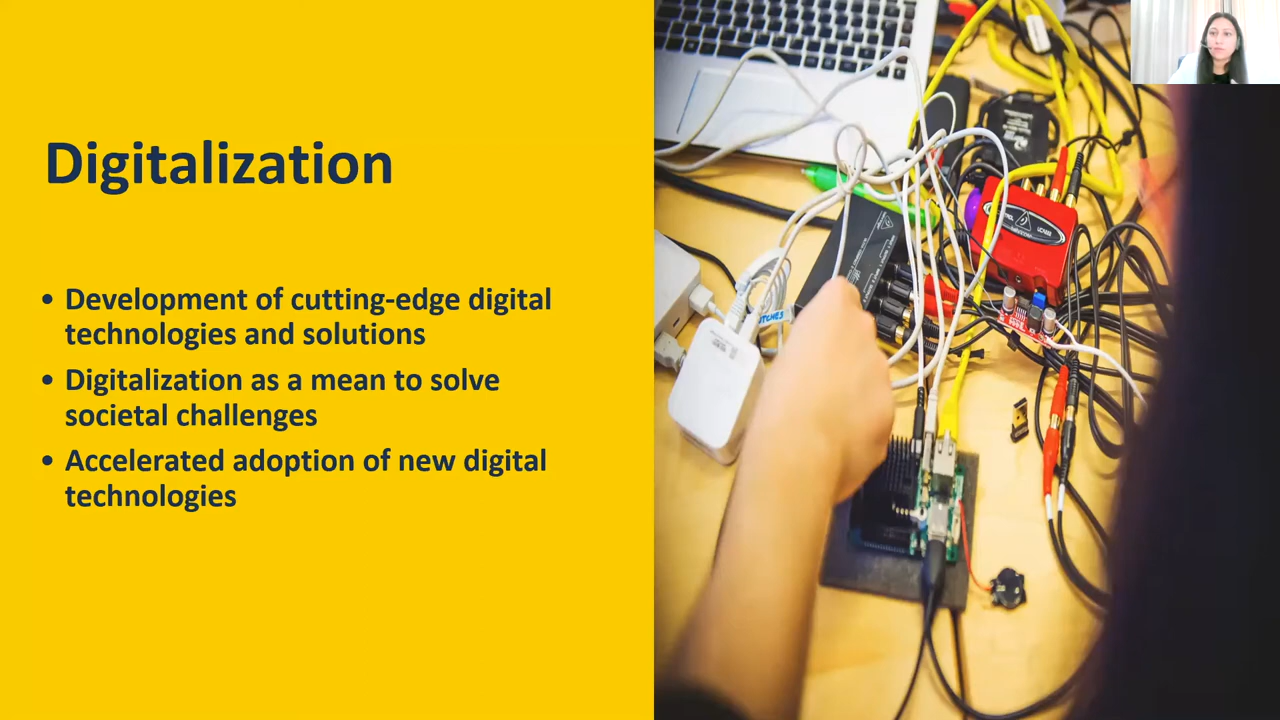 Digitalization
• Development of cutting-edge digital
technologies and solutions
• Digitalization as a mean to solve
societal challenges
• Accelerated adoption of new digital
technologies